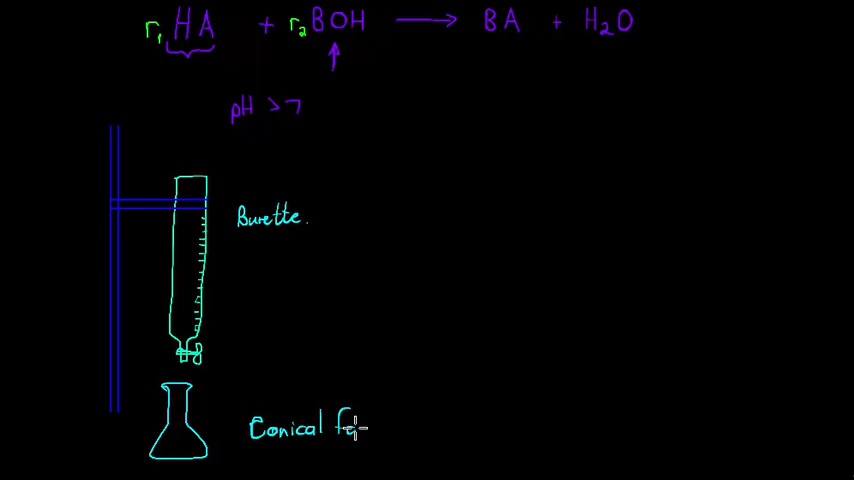 r₁ HA + r₂ BOH → BA + H₂O
pH > 7
Burette.
Conical